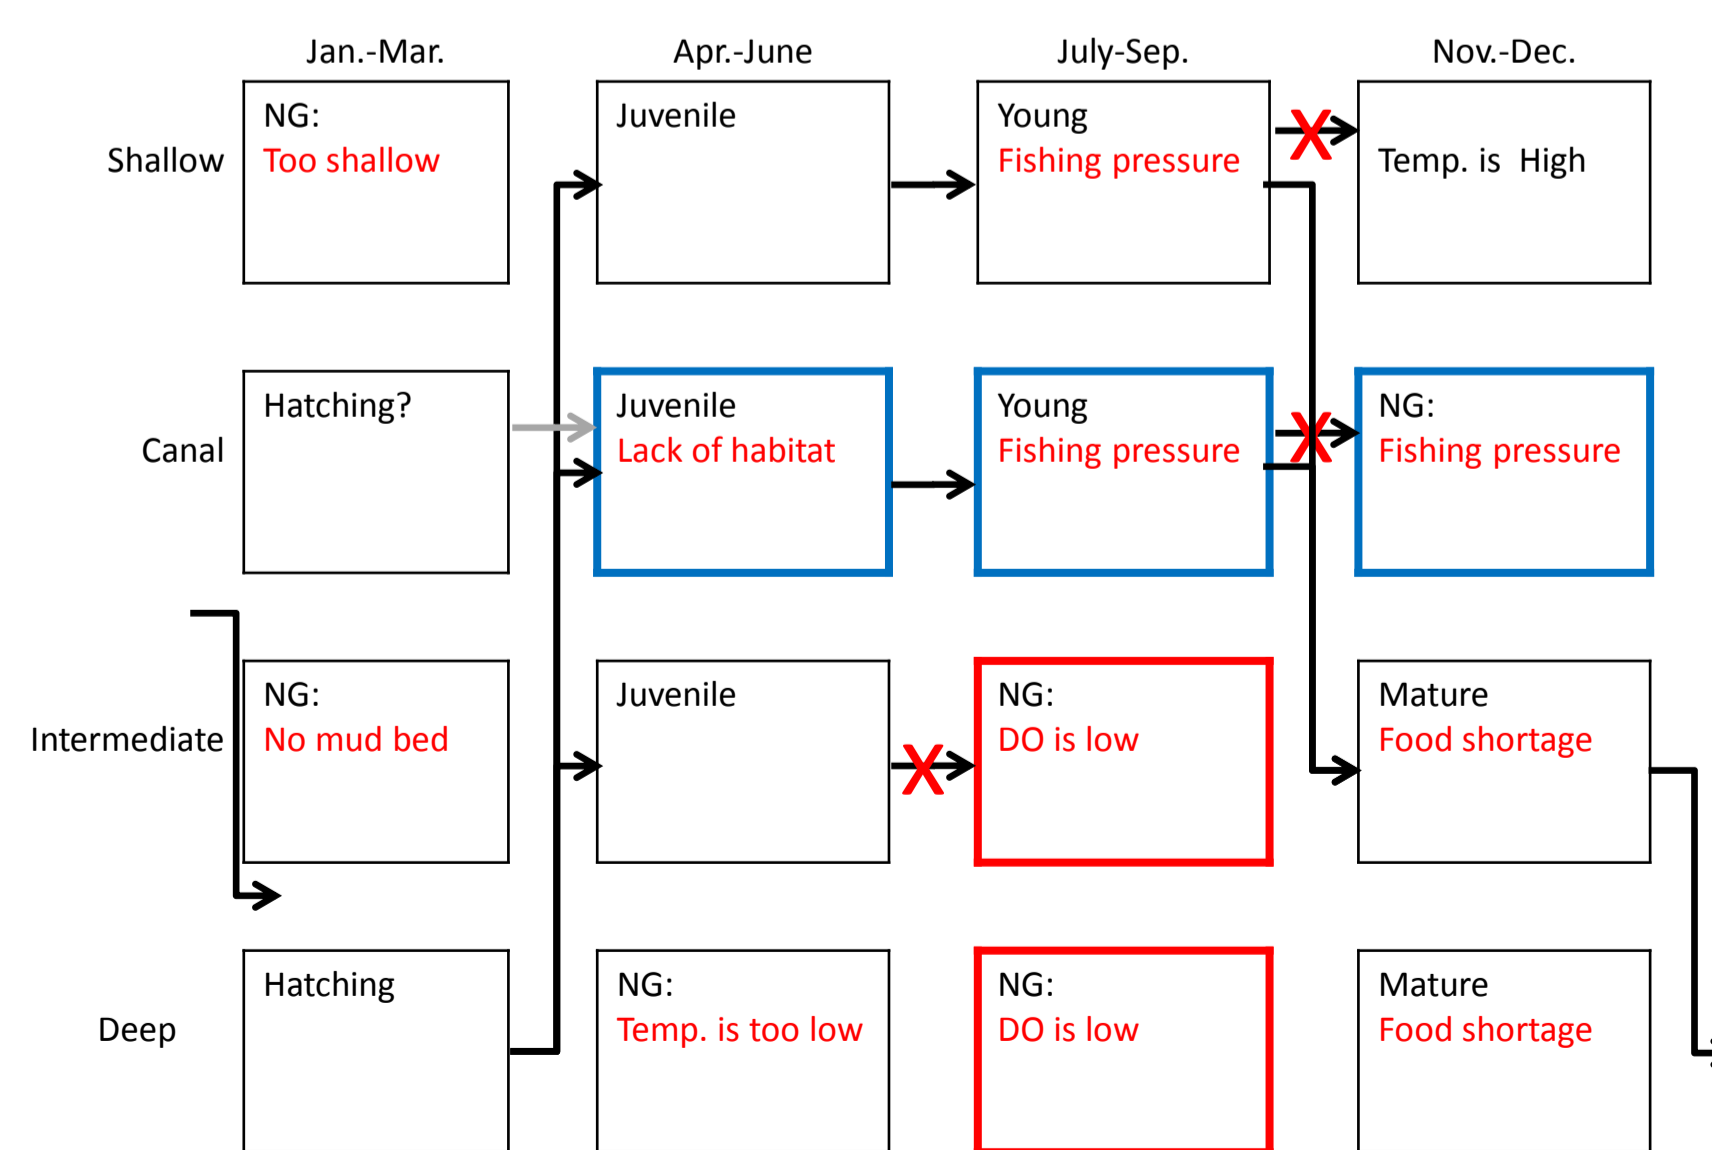 Jan.-Mar. Apr.-June July-Sep. Nov.-Dec.
Shallow
NG:
Too shallow
Juvenile
Young
Fishing pressure
X
Temp. is High
Canal
Hatching?
Juvenile
Lack of habitat
Young
Fishing pressure
X
NG:
Fishing pressure
Intermediate
NG:
No mud bed
Juvenile
X
NG:
DO is low
Mature
Food shortage
Deep
Hatching
NG:
Temp. is too low
NG:
DO is low
Mature
Food shortage